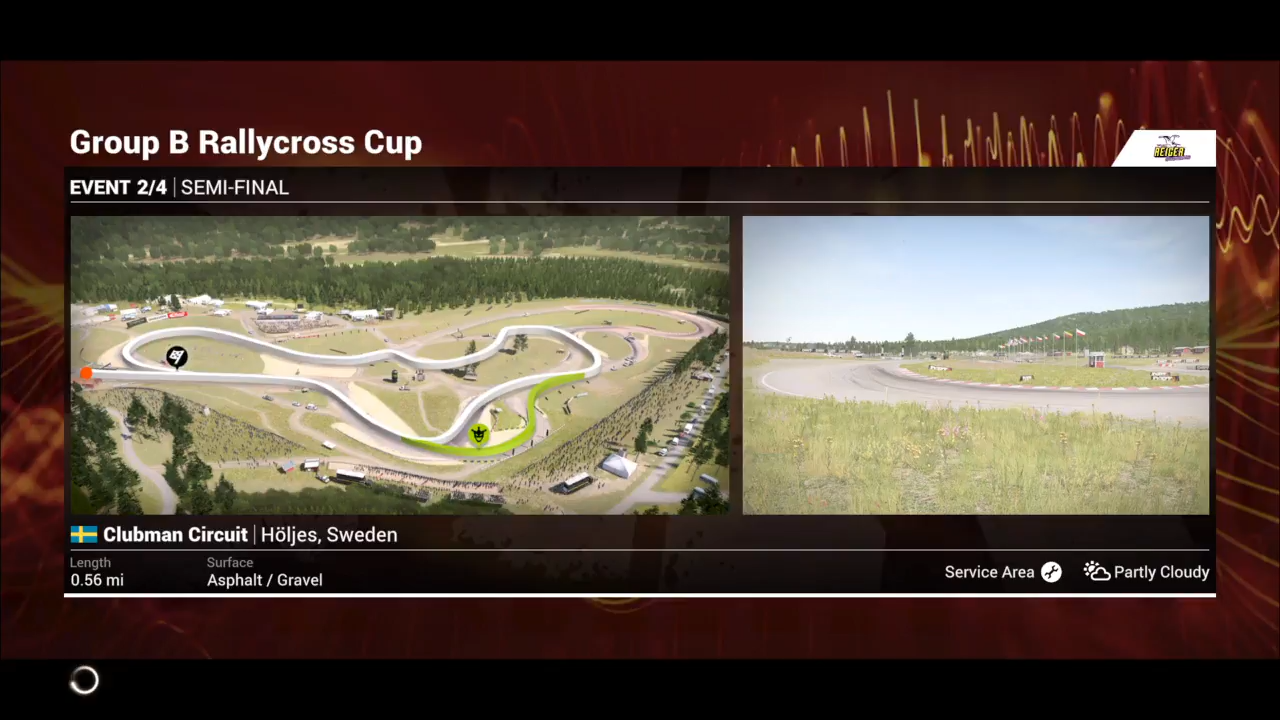 Group B Rallycross Cup
REIGER
EVENT 2/4 | SEMI-FINAL
Clubman Circuit | Höljes, Sweden
Length
0.56 mi
Surface
Asphalt / Gravel
Service Area
Partly Cloudy